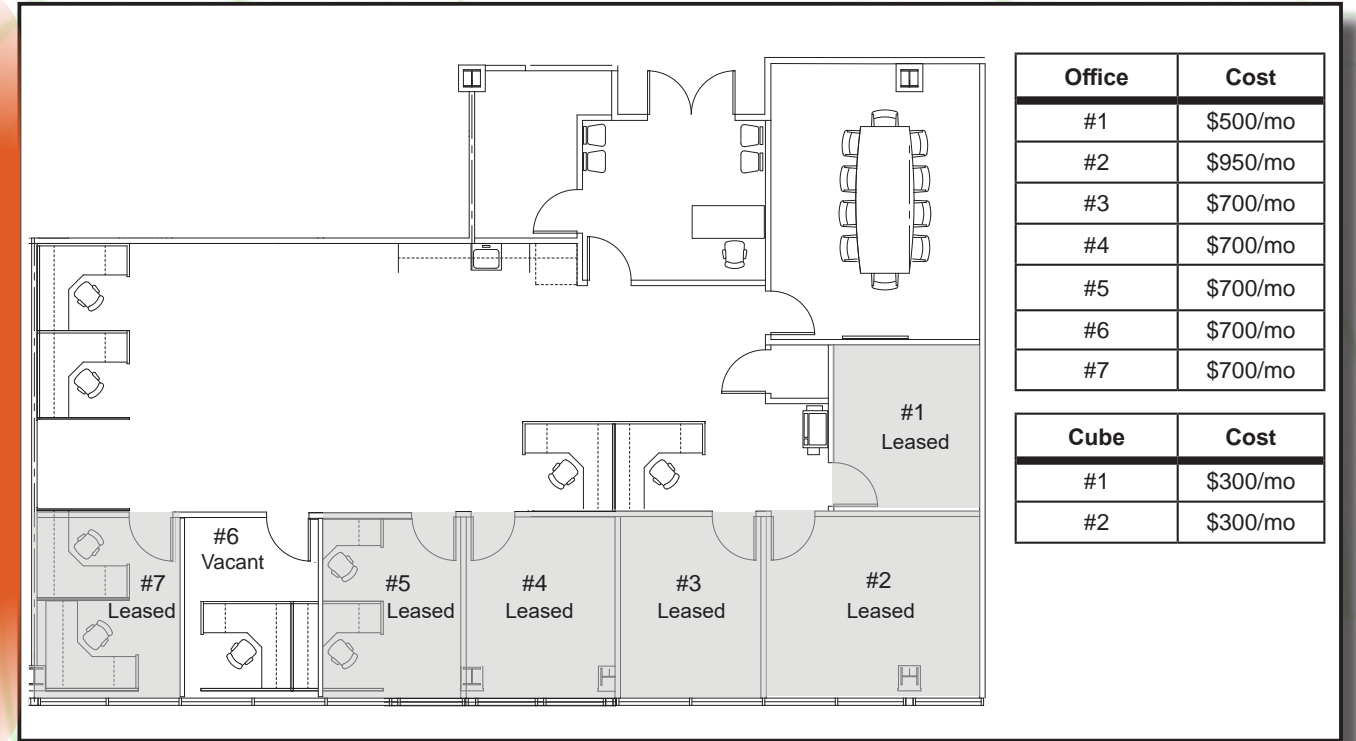 Office Cost
#1 $500/mo
#2 $950/mo
#3 $700/mo
#4 $700/mo
#5 $700/mo
#6 $700/mo
#7 $700/mo
Cube Cost
#1 $300/mo
#2 $300/mo
#1
Leased
#7
Leased
#6
Vacant
#5
Leased
#4
Leased
#3
Leased
#2
Leased